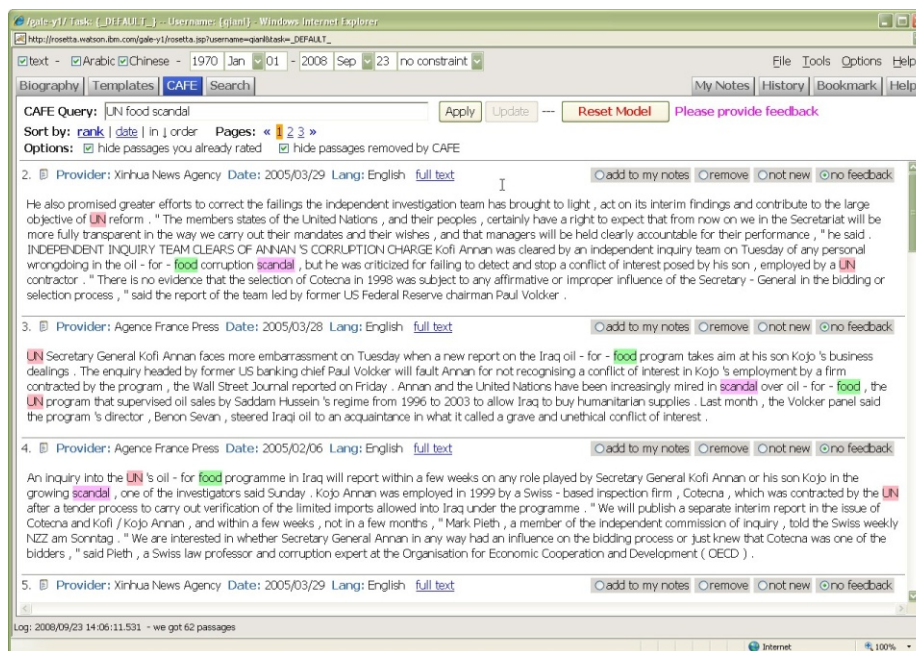 /gale-y1/ Task: {_DEFAULT_} -- Username: {qianl} - Windows Internet Explorer
http://rosetta.watson.ibm.com/gale-y1/rosetta.jsp?username=qianl&task=_DEFAULT_
text - Arabic Chinese - 1970 Jan 01 - 2008 Sep 23 no constraint File Tools Options Help
Biography Templates CAFE Search My Notes History Bookmark Help
CAFE Query: UN food scandal Apply Update --- Reset Model Please provide feedback
Sort by: rank | date | in ↓ order Pages: « 1 2 3 »
Options: hide passages you already rated hide passages removed by CAFE
2. Provider: Xinhua News Agency Date: 2005/03/29 Lang: English full text add to my notes remove not new no feedback
He also promised greater efforts to correct the failings the independent investigation team has brought to light , act on its interim findings and contribute to the large
objective of UN reform . " The members states of the United Nations , and their peoples , certainly have a right to expect that from now on we in the Secretariat will be
more fully transparent in the way we carry out their mandates and their wishes , and that managers will be held clearly accountable for their performance , " he said .
INDEPENDENT INQUIRY TEAM CLEARS OF ANNAN 'S CORRUPTION CHARGE Kofi Annan was cleared by an independent inquiry team on Tuesday of any personal
wrongdoing in the oil - for - food corruption scandal , but he was criticized for failing to detect and stop a conflict of interest posed by his son , employed by a UN
contractor . " There is no evidence that the selection of Cotecna in 1998 was subject to any affirmative or improper influence of the Secretary - General in the bidding or
selection process , " said the report of the team led by former US Federal Reserve chairman Paul Volcker .
3. Provider: Agence France Press Date: 2005/03/28 Lang: English full text add to my notes remove not new no feedback
UN Secretary General Kofi Annan faces more embarrassment on Tuesday when a new report on the Iraq oil - for - food program takes aim at his son Kojo 's business
dealings . The enquiry headed by former US banking chief Paul Volcker will fault Annan for not recognising a conflict of interest in Kojo 's employment by a firm
contracted by the program , the Wall Street Journal reported on Friday . Annan and the United Nations have been increasingly mired in scandal over oil - for - food , the
UN program that supervised oil sales by Saddam Hussein 's regime from 1996 to 2003 to allow Iraq to buy humanitarian supplies . Last month , the Volcker panel said
the program 's director , Benon Sevan , steered Iraqi oil to an acquaintance in what it called a grave and unethical conflict of interest .
4. Provider: Agence France Press Date: 2005/02/06 Lang: English full text add to my notes remove not new no feedback
An inquiry into the UN 's oil - for food programme in Iraq will report within a few weeks on any role played by Secretary General Kofi Annan or his son Kojo in the
growing scandal , one of the investigators said Sunday . Kojo Annan was employed in 1999 by a Swiss - based inspection firm , Cotecna , which was contracted by the UN
after a tender process to carry out verification of the limited imports allowed into Iraq under the programme . " We will publish a separate interim report in the issue of
Cotecna and Kofi / Kojo Annan , and within a few weeks , not in a few months , " Mark Pieth , a member of the independent commission of inquiry , told the Swiss weekly
NZZ am Sonntag . " We are interested in whether Secretary General Annan in any way had an influence on the bidding process or just knew that Cotecna was one of the
bidders , " said Pieth , a Swiss law professor and corruption expert at the Organisation for Economic Cooperation and Development ( OECD ) .
5. Provider: Xinhua News Agency Date: 2005/03/29 Lang: English full text add to my notes remove not new no feedback
Log: 2008/09/23 14:06:11.531 - we got 62 passages
Internet 100%